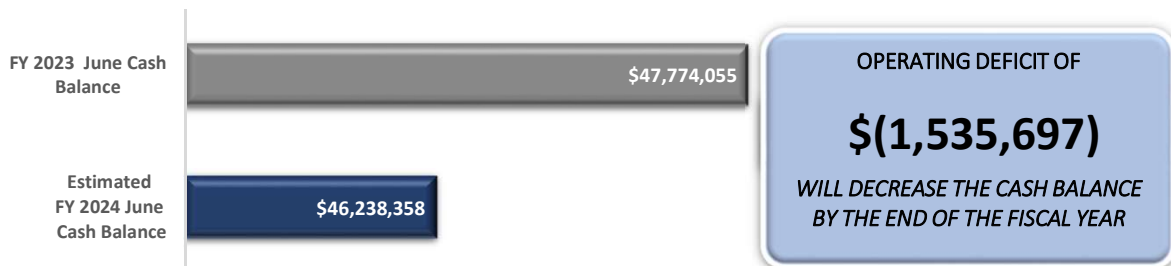 FY 2023 June Cash
Balance
$47,774,055
Estimated
FY 2024 June
Cash Balance
$46,238,358
OPERATING DEFICIT OF
$(1,535,697)
WILL DECREASE THE CASH BALANCE
BY THE END OF THE FISCAL YEAR